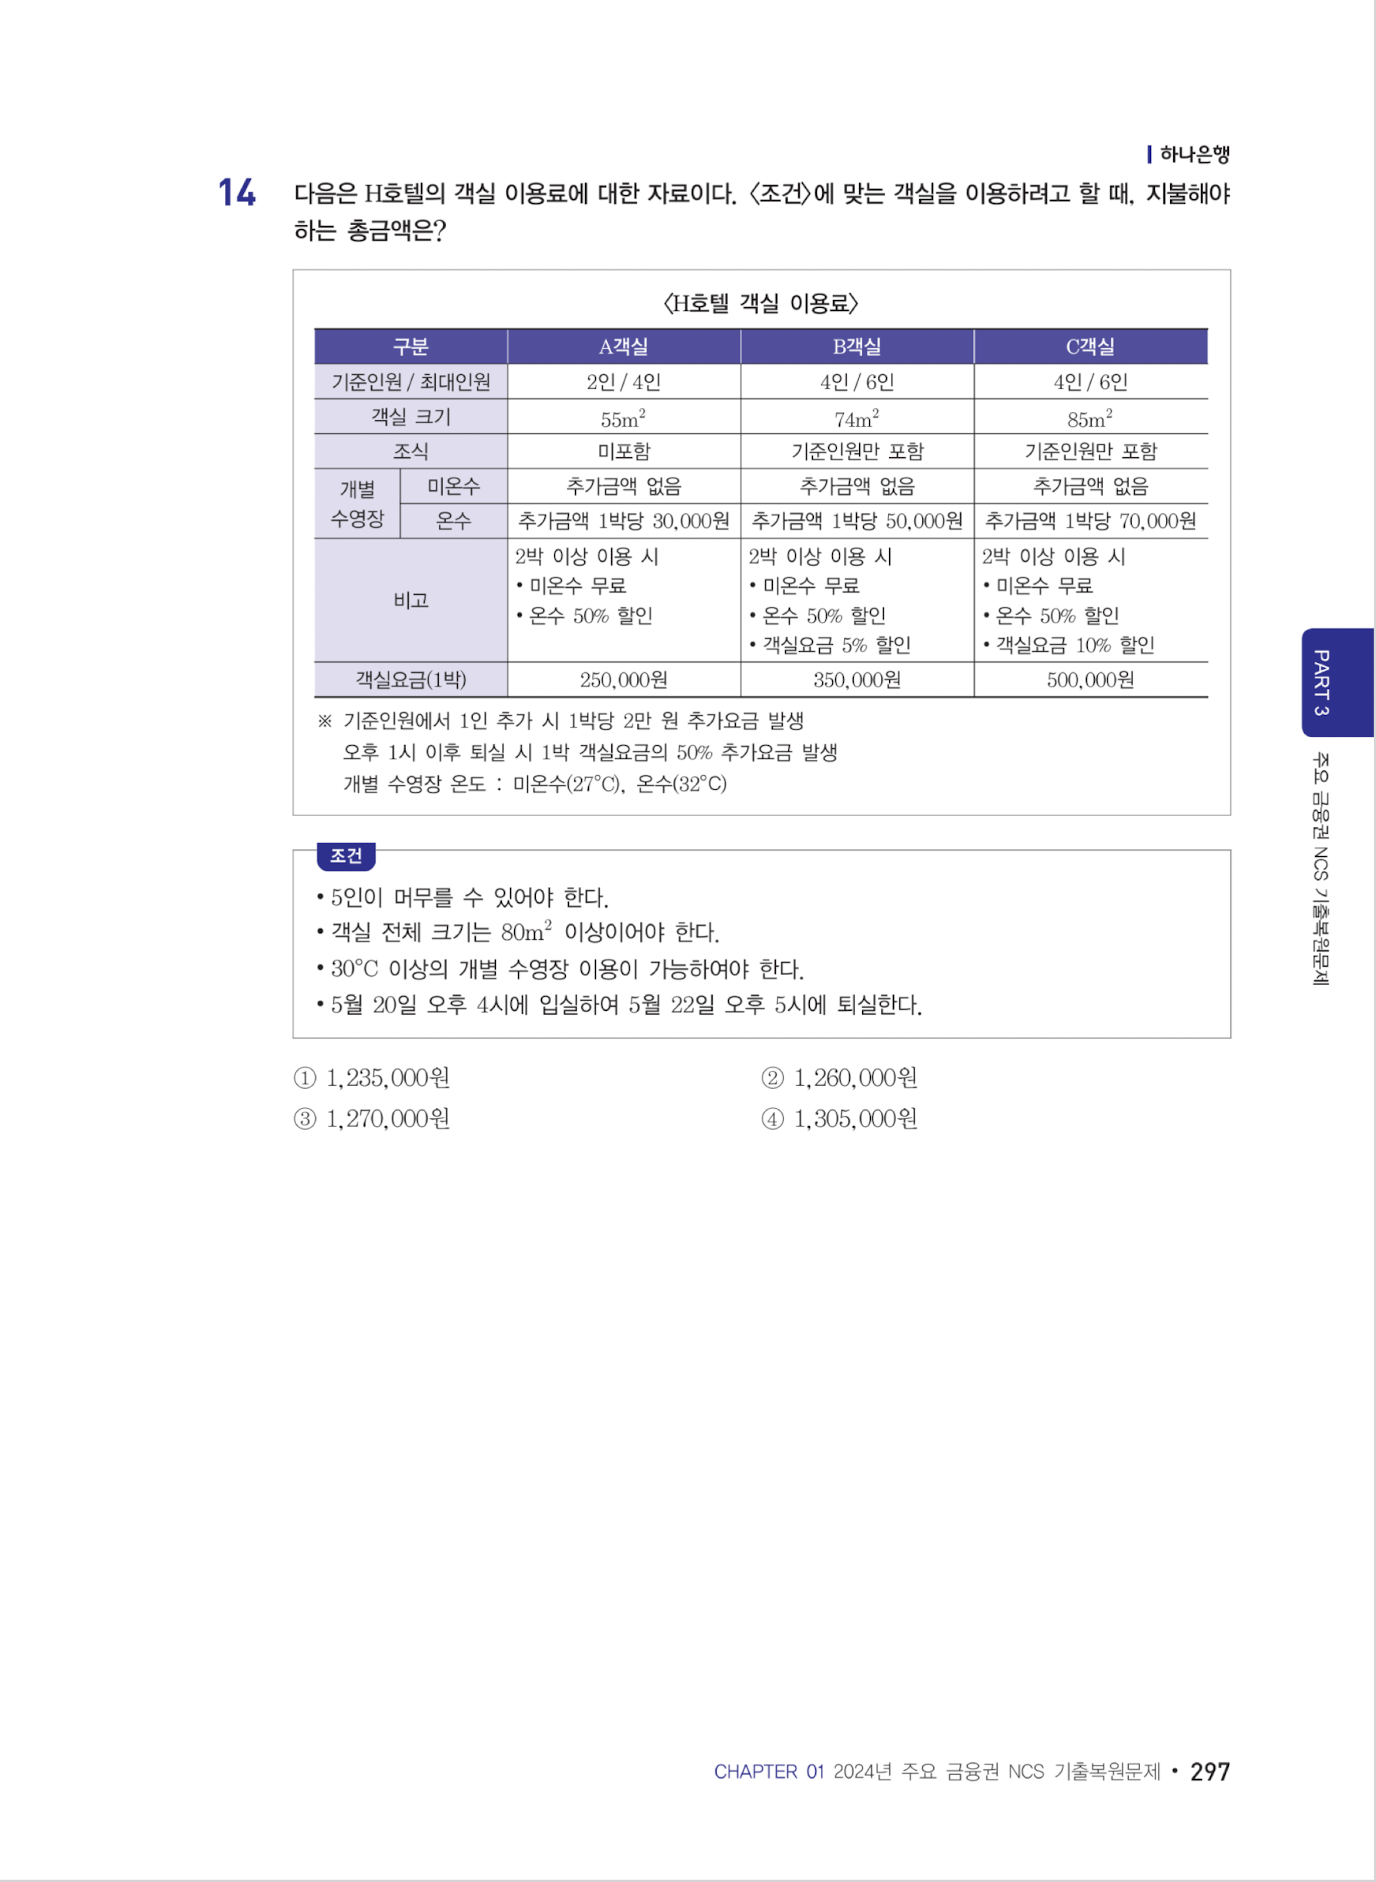 하나은행
14 다음은 H호텔의 객실 이용료에 대한 자료이다. 〈조건〉에 맞는 객실을 이용하려고 할 때, 지불해야
하는 총금액은?
〈H호텔 객실 이용료〉
구분 A객실 B객실 C객실
기준인원 / 최대인원 2인 / 4인 4인 / 6인 4인 / 6인
객실 크기 55m² 74m² 85m²
조식 미포함 기준인원만 포함 기준인원만 포함
개별 수영장 미온수 추가금액 없음 추가금액 없음 추가금액 없음
온수 추가금액 1박당 30,000원 추가금액 1박당 50,000원 추가금액 1박당 70,000원
비고
2박 이상 이용 시
• 미온수 무료
• 온수 50% 할인
2박 이상 이용 시
• 미온수 무료
• 온수 50% 할인
• 객실요금 5% 할인
2박 이상 이용 시
• 미온수 무료
• 온수 50% 할인
• 객실요금 10% 할인
객실요금(1박) 250,000원 350,000원 500,000원
※ 기준인원에서 1인 추가 시 1박당 2만 원 추가요금 발생
오후 1시 이후 퇴실 시 1박 객실요금의 50% 추가요금 발생
개별 수영장 온도 : 미온수(27°C), 온수(32°C)
조건
• 5인이 머무를 수 있어야 한다.
• 객실 전체 크기는 80m² 이상이어야 한다.
• 30°C 이상의 개별 수영장 이용이 가능하여야 한다.
• 5월 20일 오후 4시에 입실하여 5월 22일 오후 5시에 퇴실한다.
① 1,235,000원 ② 1,260,000원
③ 1,270,000원 ④ 1,305,000원
PART 3
주요 금융권 NCS 기출복원문제
CHAPTER 01 2024년 주요 금융권 NCS 기출복원문제 • 297